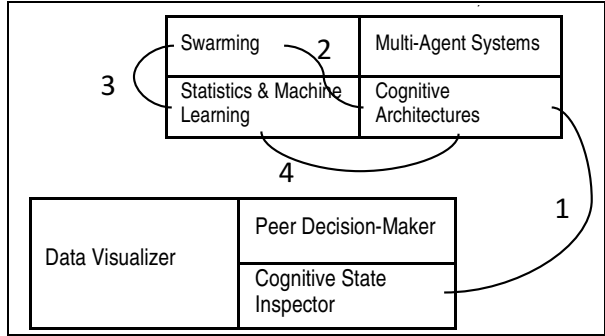 Swarming
2
Multi-Agent Systems
3
Statistics & Machine
Learning
Cognitive
Architectures
4
1
Data Visualizer
Peer Decision-Maker
Cognitive State
Inspector